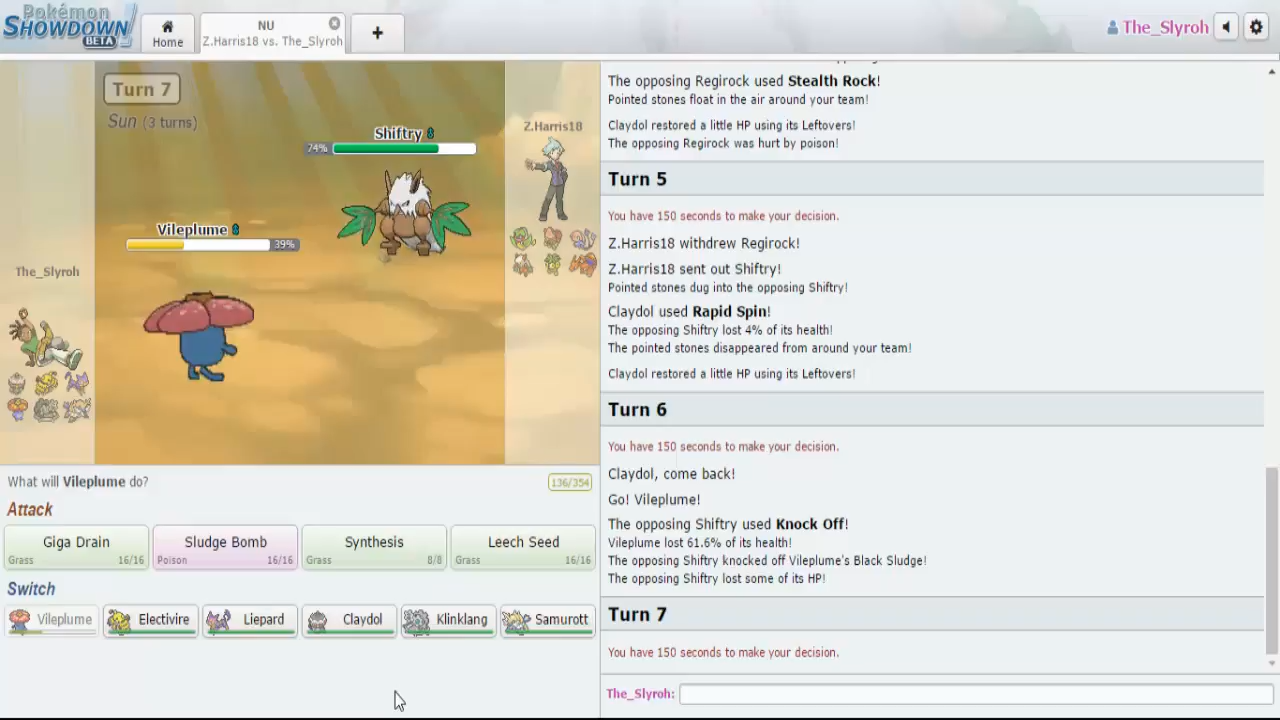 Pokémon
SHOWDOWN
BETA
Home
NU
Z.Harris18 vs. The_Slyroh
+
The_Slyroh
Turn 7
Sun (3 turns)
Shiftry
74%
Vileplume
39%
The_Slyroh
Z.Harris18
What will Vileplume do?
136/354
Attack
Giga Drain
Grass 16/16
Sludge Bomb
Poison 16/16
Synthesis
Grass 8/8
Leech Seed
Grass 16/16
Switch
Vileplume
Electivire
Liepard
Claydol
Klinklang
Samurott
The opposing Regirock used Stealth Rock!
Pointed stones float in the air around your team!
Claydol restored a little HP using its Leftovers!
The opposing Regirock was hurt by poison!
Turn 5
You have 150 seconds to make your decision.
Z.Harris18 withdrew Regirock!
Z.Harris18 sent out Shiftry!
Pointed stones dug into the opposing Shiftry!
Claydol used Rapid Spin!
The opposing Shiftry lost 4% of its health!
The pointed stones disappeared from around your team!
Claydol restored a little HP using its Leftovers!
Turn 6
You have 150 seconds to make your decision.
Claydol, come back!
Go! Vileplume!
The opposing Shiftry used Knock Off!
Vileplume lost 61.6% of its health!
The opposing Shiftry knocked off Vileplume's Black Sludge!
The opposing Shiftry lost some of its HP!
Turn 7
You have 150 seconds to make your decision.
The_Slyroh: